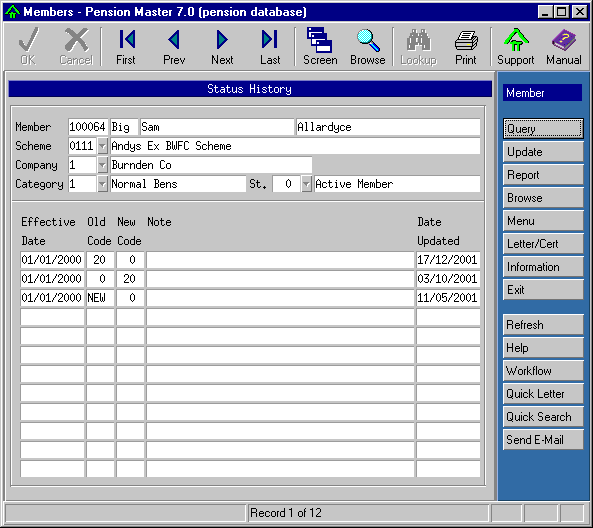 Members - Pension Master 7.0 (pension database)
OK Cancel First Prev Next Last Screen Browse Lookup Print Support Manual
Status History
Member 100064 Big Sam Allardyce
Scheme 0111 Andys Ex BWFC Scheme
Company 1 Burnden Co
Category 1 Normal Bens St. 0 Active Member
Effective Old New Note Date
Date Code Code Updated
01/01/2000 20 0 17/12/2001
01/01/2000 0 20 03/10/2001
01/01/2000 NEW 0 11/05/2001
Member
Query
Update
Report
Browse
Menu
Letter/Cert
Information
Exit
Refresh
Help
Workflow
Quick Letter
Quick Search
Send E-Mail
Record 1 of 12